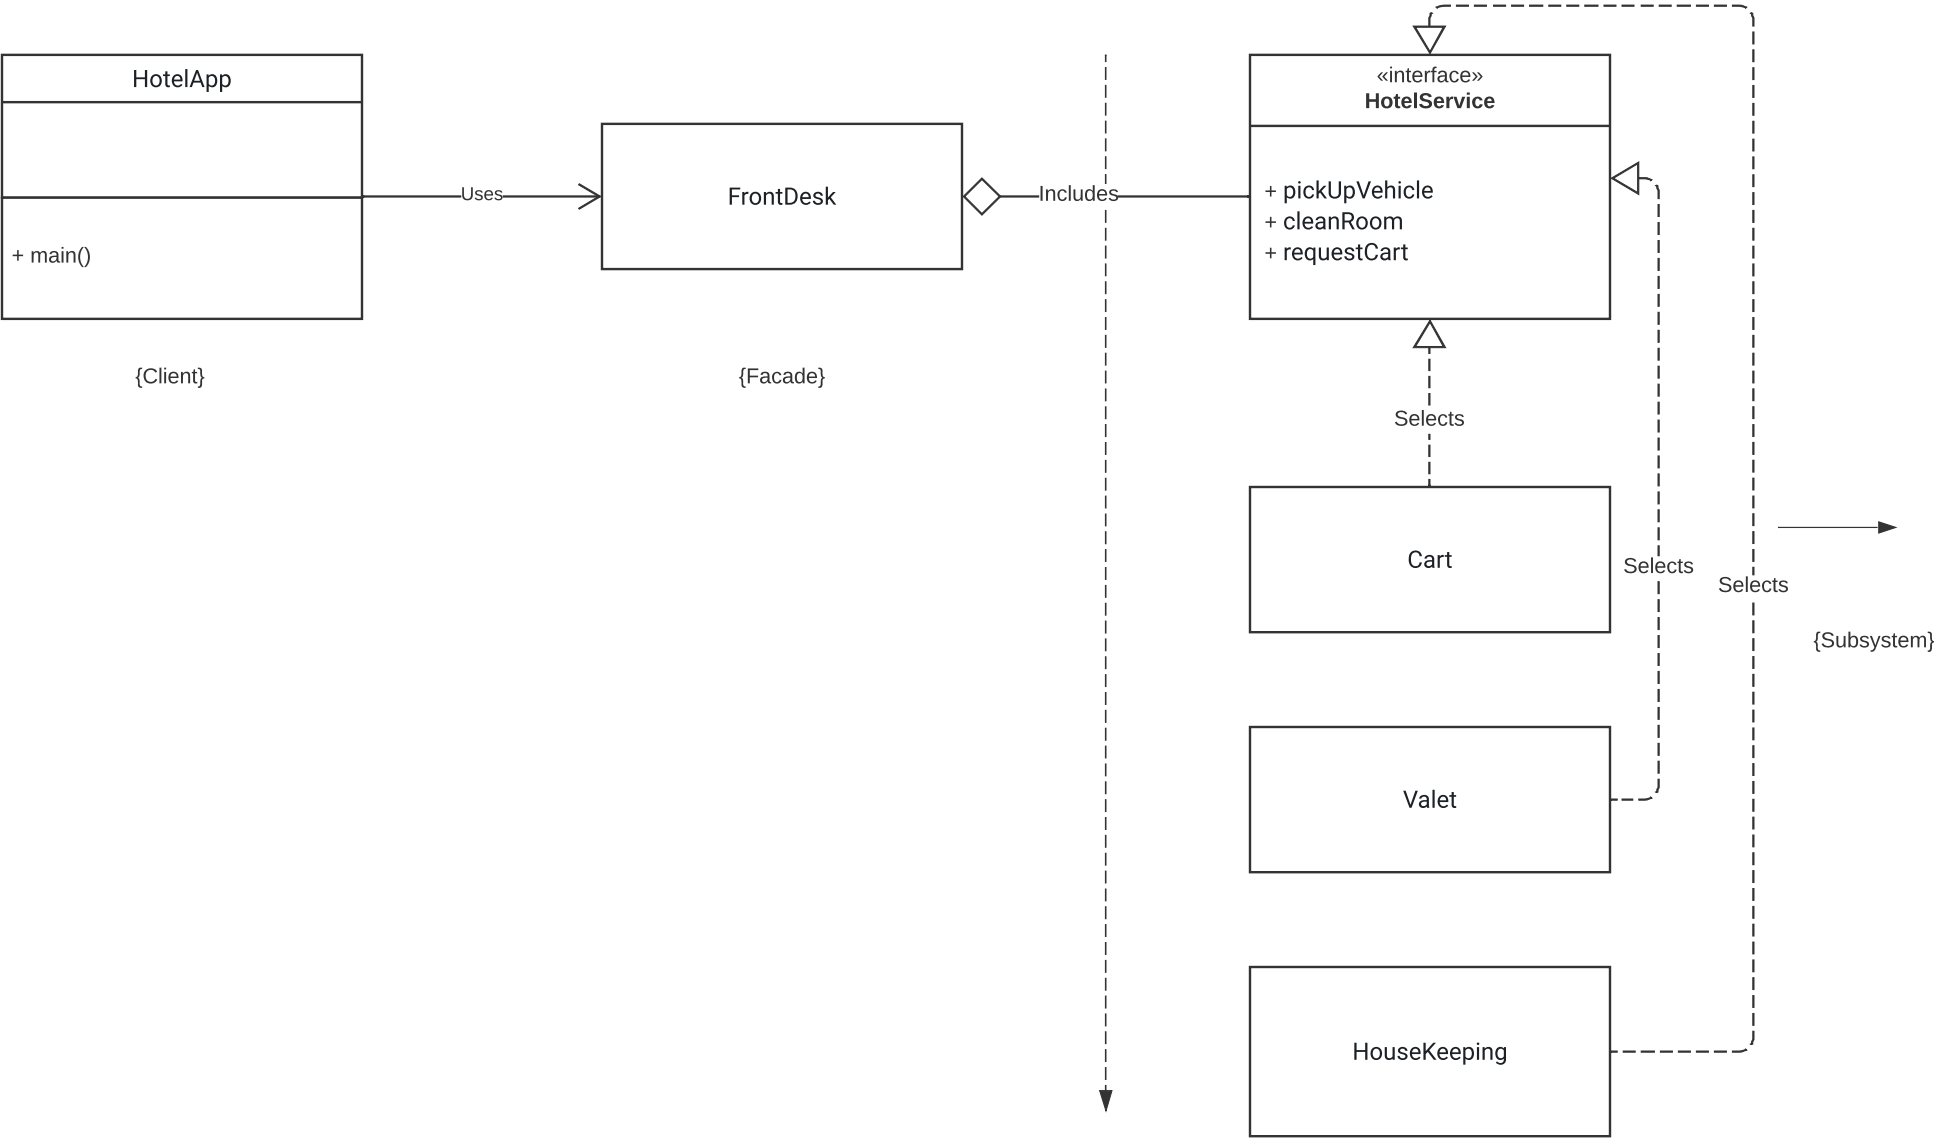 HotelApp
+ main()
{Client}
Uses
FrontDesk
{Facade}
Includes
«interface»
HotelService
+ pickUpVehicle
+ cleanRoom
+ requestCart
Selects
Cart
Selects
Selects
{Subsystem}
Valet
HouseKeeping